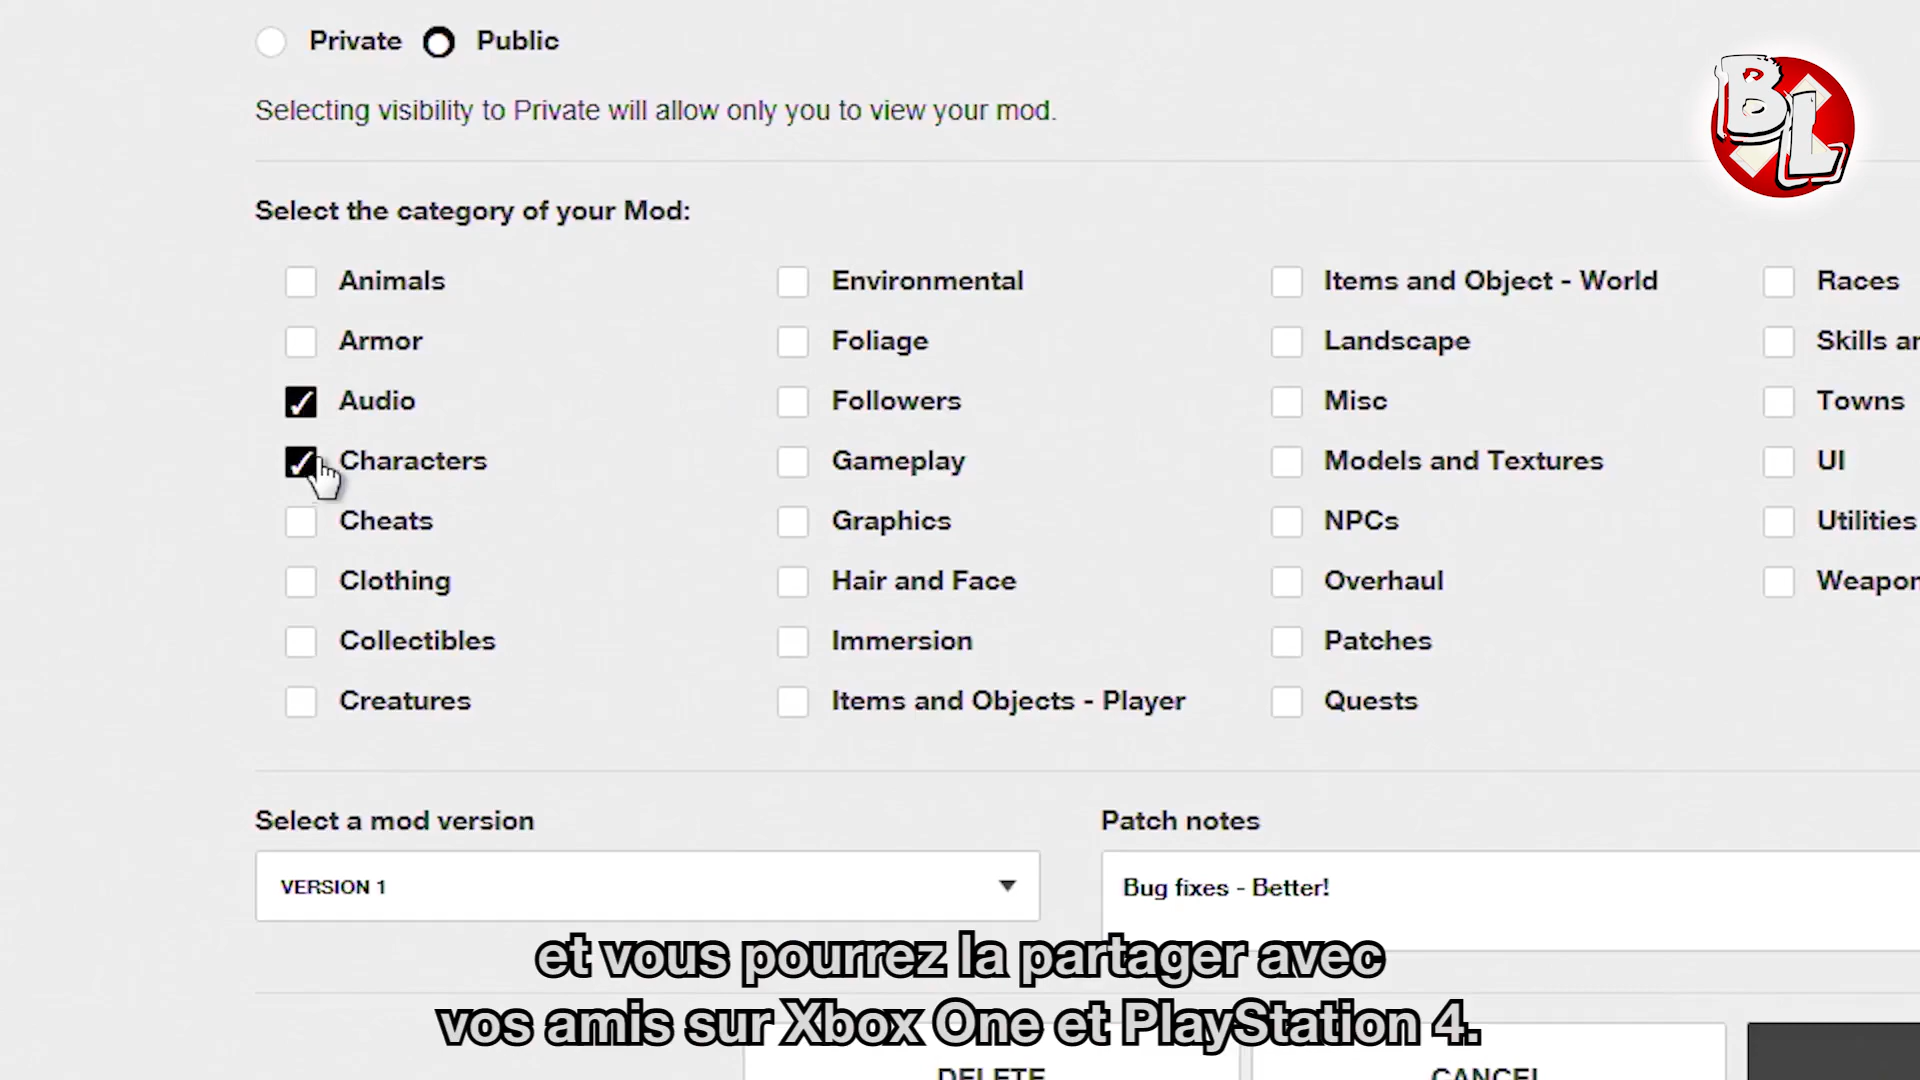 Private Public
Selecting visibility to Private will allow only you to view your mod.
BL
Select the category of your Mod:
Animals Environmental Items and Object - World Races
Armor Foliage Landscape Skills
Audio Followers Misc Towns
Characters Gameplay Models and Textures UI
Cheats Graphics NPCs Utilities
Clothing Hair and Face Overhaul
Collectibles Immersion Patches
Creatures Items and Objects - Player Quests
Select a mod version Patch notes
VERSION 1 Bug fixes - Better!
et vous pourrez la partager avec
vos amis sur Xbox One et PlayStation 4.
DELETE CANCEL